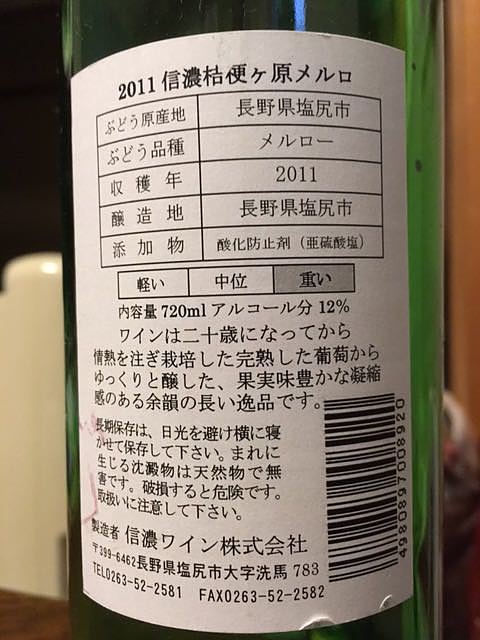 2011 信濃桔梗ヶ原メルロ
ぶどう原産地 長野県塩尻市
ぶどう品種 メルロー
収穫年 2011
醸造地 長野県塩尻市
添加物 酸化防止剤（亜硫酸塩）
軽い 中位 重い
内容量 720ml アルコール分 12%
ワインは二十歳になってから
情熱を注ぎ栽培した完熟した葡萄から
ゆっくりと醸した、果実味豊かな凝縮
感のある余韻の長い逸品です。
長期保存は、日光を避け横に寝
かせて保存して下さい。まれに
生じる沈澱物は天然物で無
害です。破損すると危険です。
取扱いに注意して下さい。
製造者 信濃ワイン株式会社
〒399-6462長野県塩尻市大字洗馬 783
TEL0263-52-2581 FAX0263-52-2582
4980897008920